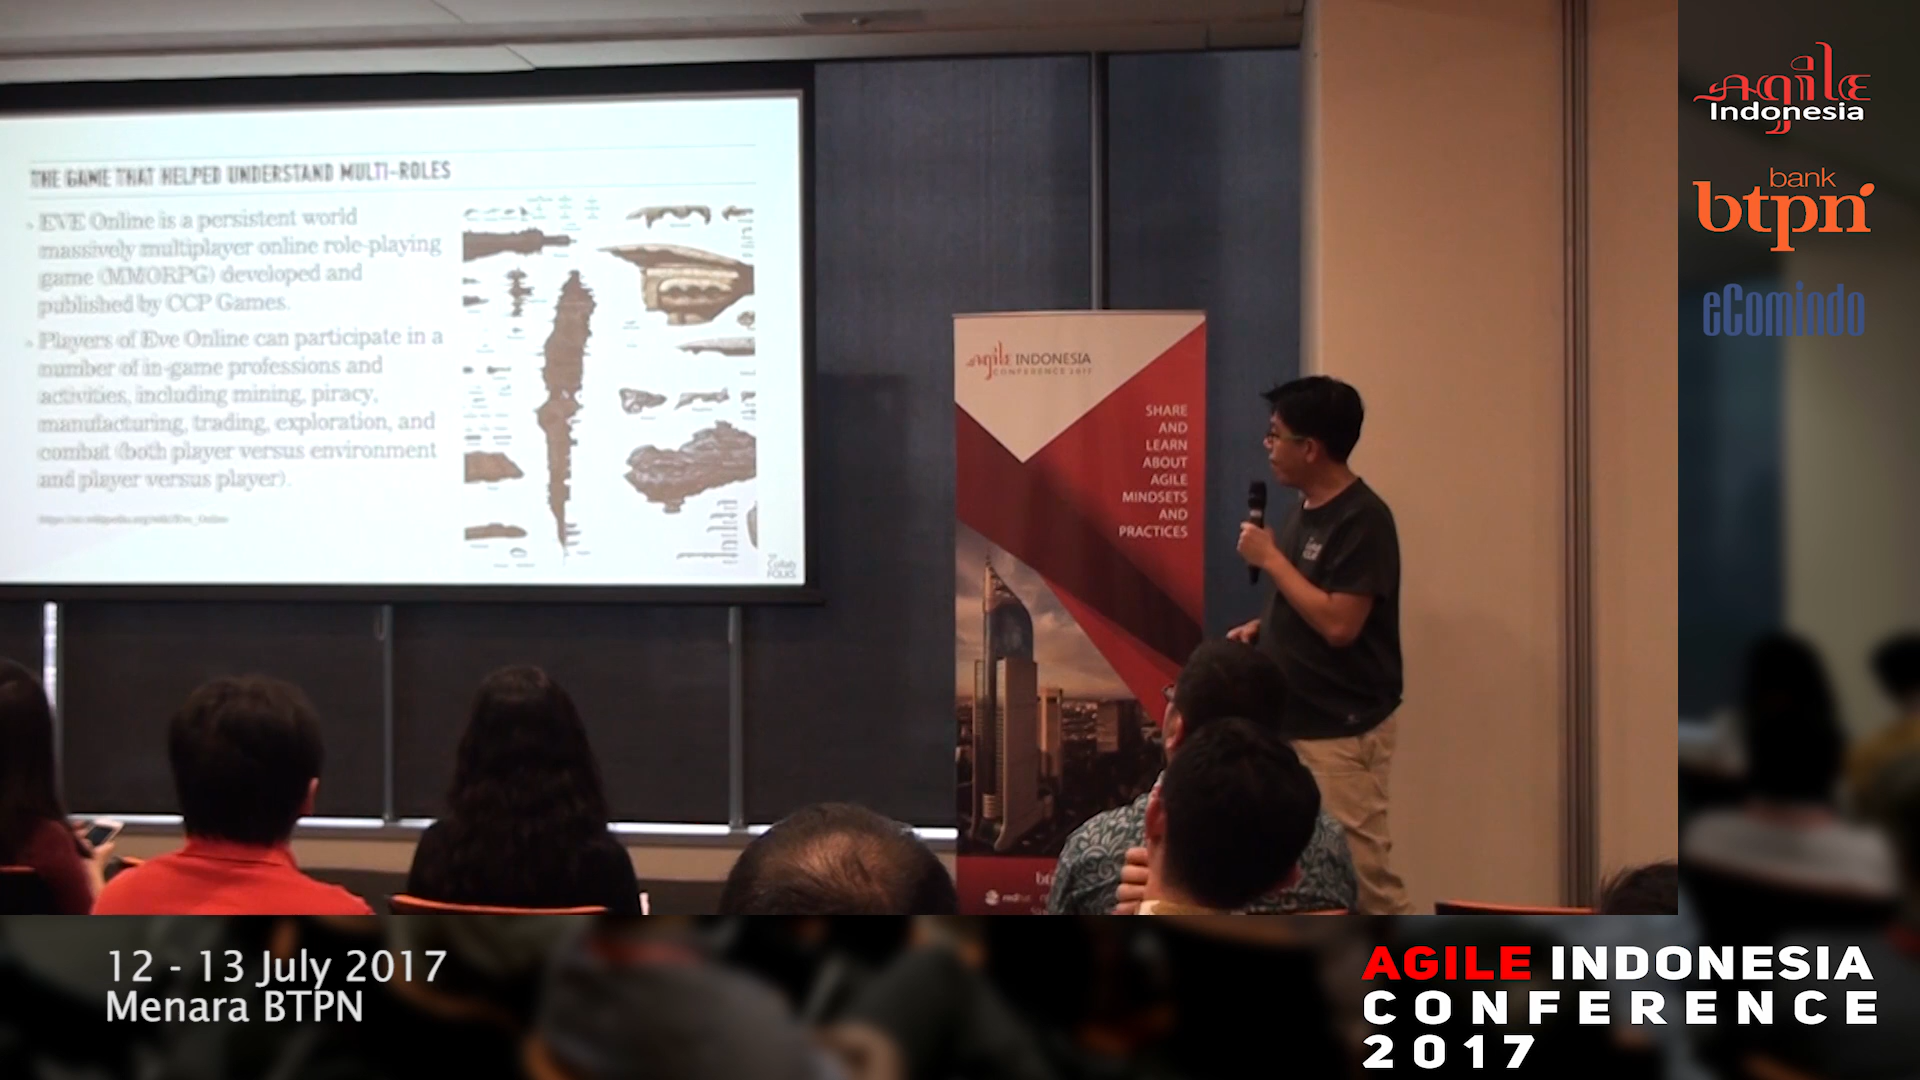 THE GAME THAT HELPED UNDERSTAND MULTI-ROLES
EVE Online is a persistent world
massively multiplayer online role-playing
game (MMORPG) developed and
published by CCP Games.
Players of Eve Online can participate in a
number of in-game professions and
activities, including mining, piracy,
manufacturing, trading, exploration, and
combat (both player versus environment
and player versus player).
Collab
FOLKS
agile INDONESIA
CONFERENCE 2017
SHARE
AND
LEARN
ABOUT
AGILE
MINDSETS
AND
PRACTICES
agile
Indonesia
bank
btpn
eComindo
12 - 13 July 2017
Menara BTPN
AGILE INDONESIA
CONFERENCE
2017